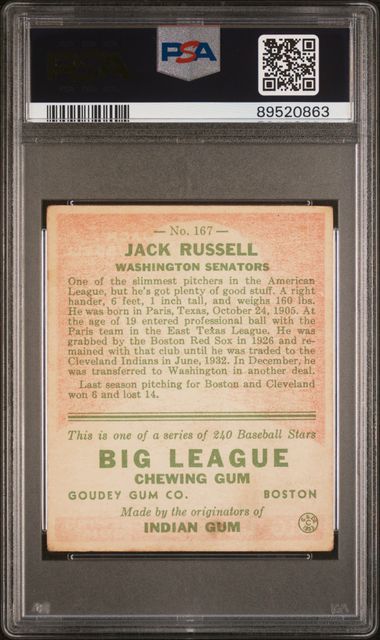 PSA
PSA
89520863
— No. 167 —
JACK RUSSELL
WASHINGTON SENATORS
One of the slimmest pitchers in the American
League, but he's got plenty of good stuff. A right
hander, 6 feet, 1 inch tall, and weighs 160 lbs.
He was born in Paris, Texas, October 24, 1905. At
the age of 19 entered professional ball with the
Paris team in the East Texas League. He was
grabbed by the Boston Red Sox in 1926 and re-
mained with that club until he was traded to the
Cleveland Indians in June, 1932. In December, he
was transferred to Washington in another deal.
Last season pitching for Boston and Cleveland
won 6 and lost 14.
This is one of a series of 240 Baseball Stars
BIG LEAGUE
CHEWING GUM
GOUDEY GUM CO. BOSTON
Made by the originators of
INDIAN GUM